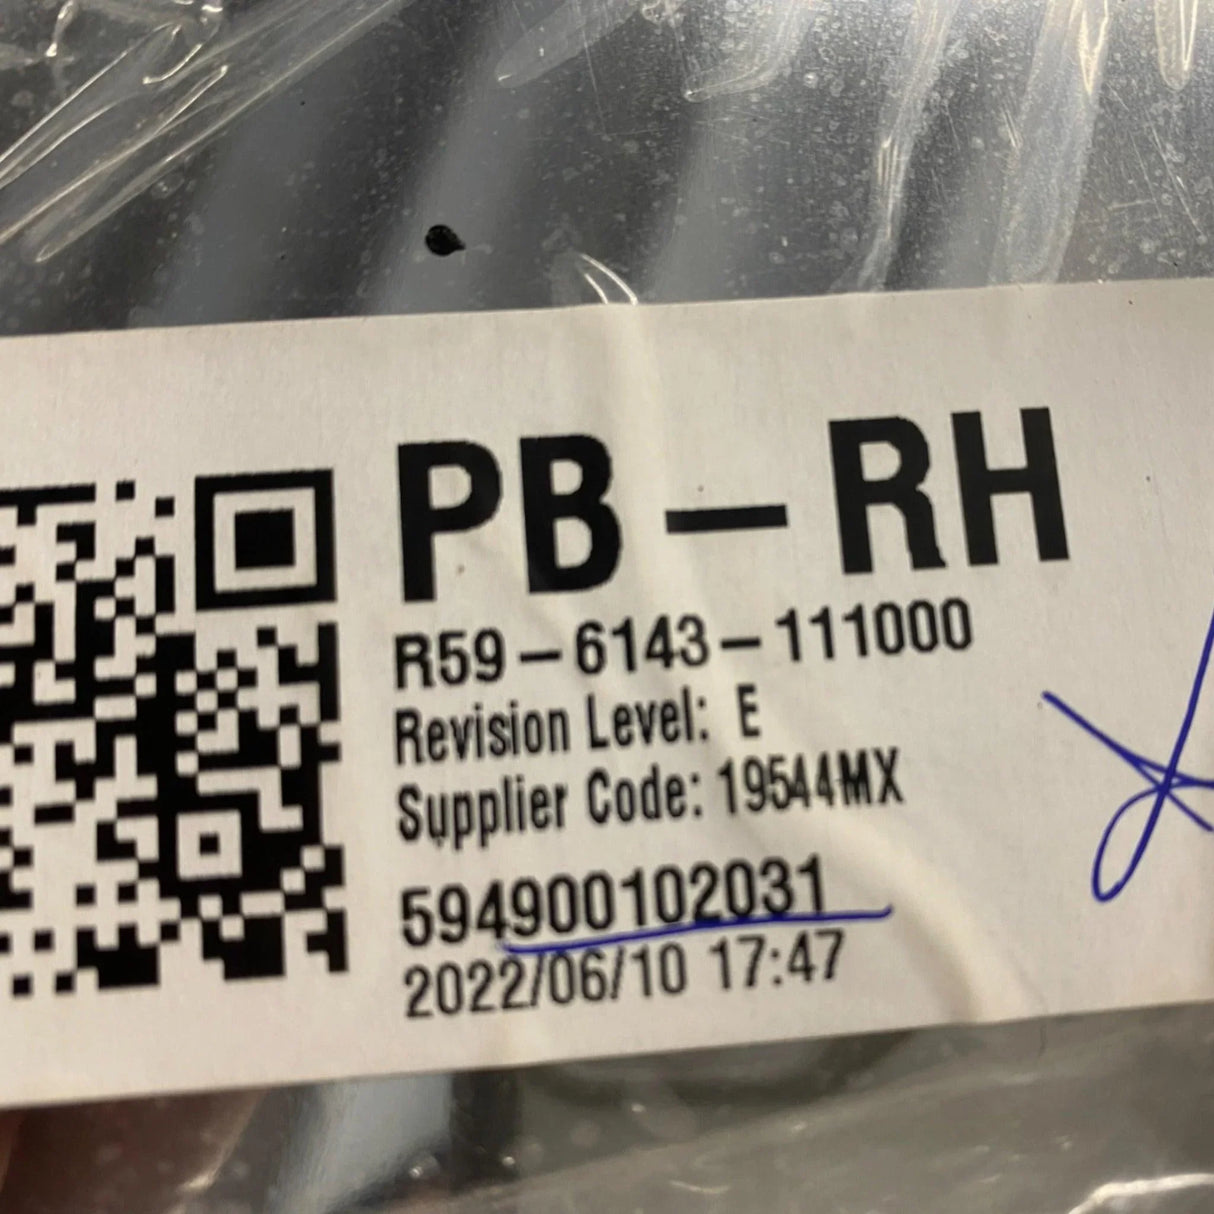 PB-RH
R59-6143-111000
Revision Level: E
Supplier Code: 19544MX
594900102031
2022/06/10 17:47